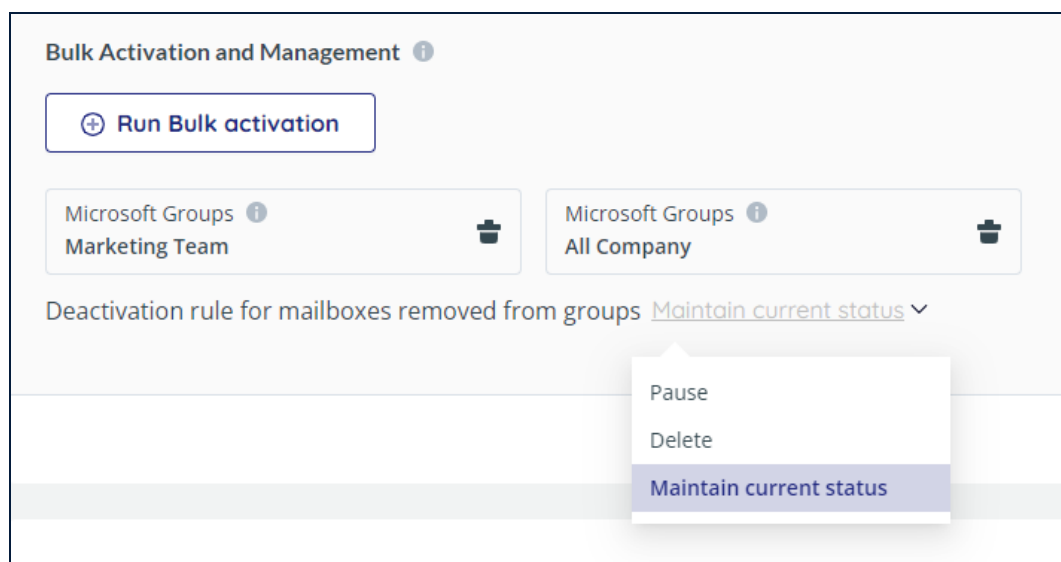 Bulk Activation and Management
Run Bulk activation
Microsoft Groups
Marketing Team
Microsoft Groups
All Company
Deactivation rule for mailboxes removed from groups Maintain current status
Pause
Delete
Maintain current status